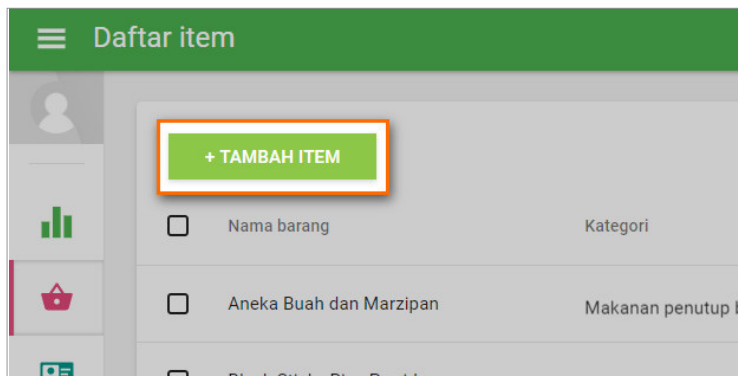 Daftar item
+ TAMBAH ITEM
Nama barang
Kategori
Aneka Buah dan Marzipan
Makanan penutup